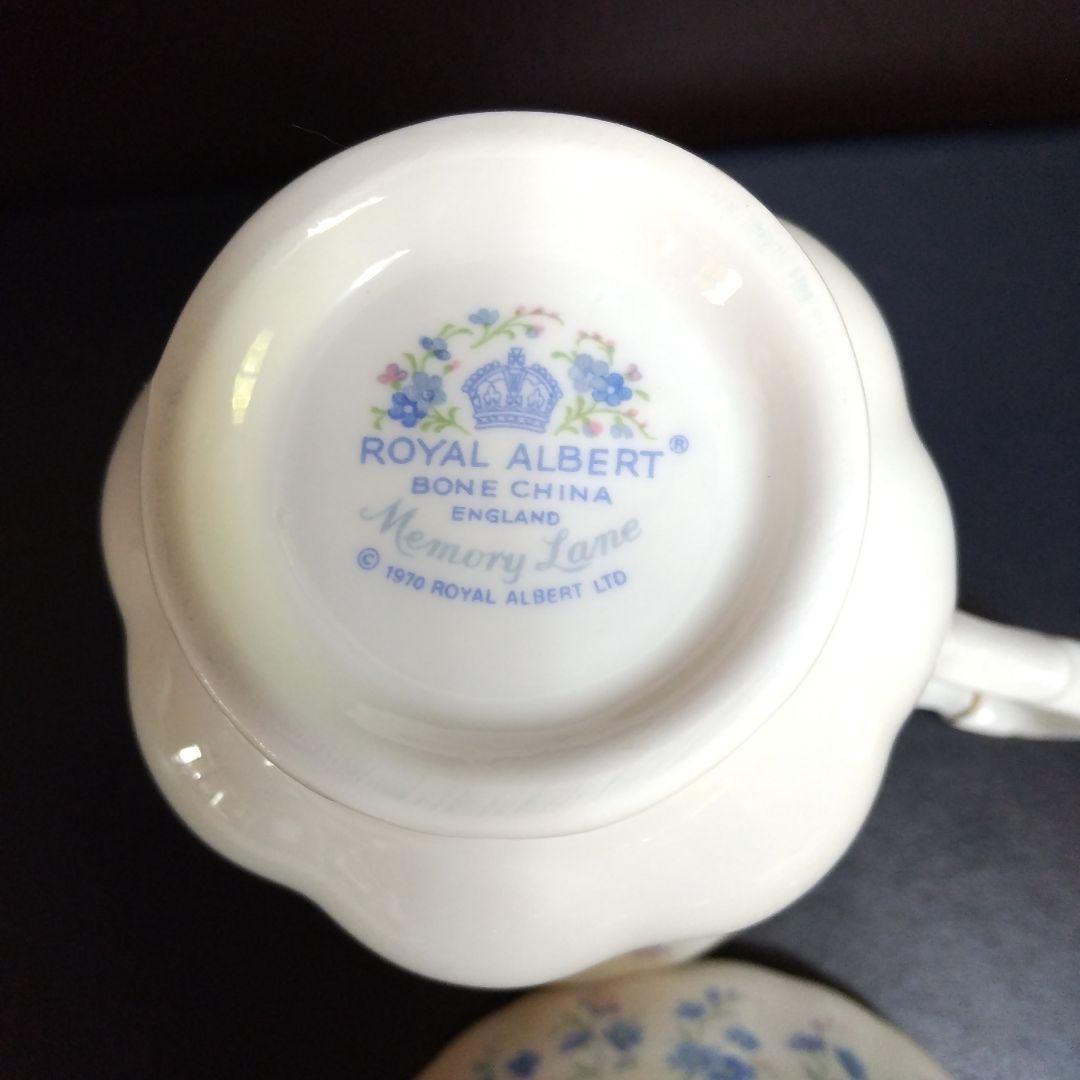 ROYAL ALBERT ®
BONE CHINA
ENGLAND
Memory Lane
© 1970 ROYAL ALBERT LTD